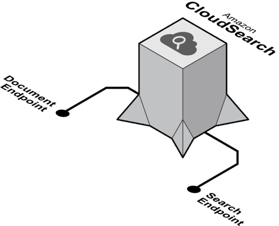 Amazon
CloudSearch
Document
Endpoint
Search
Endpoint